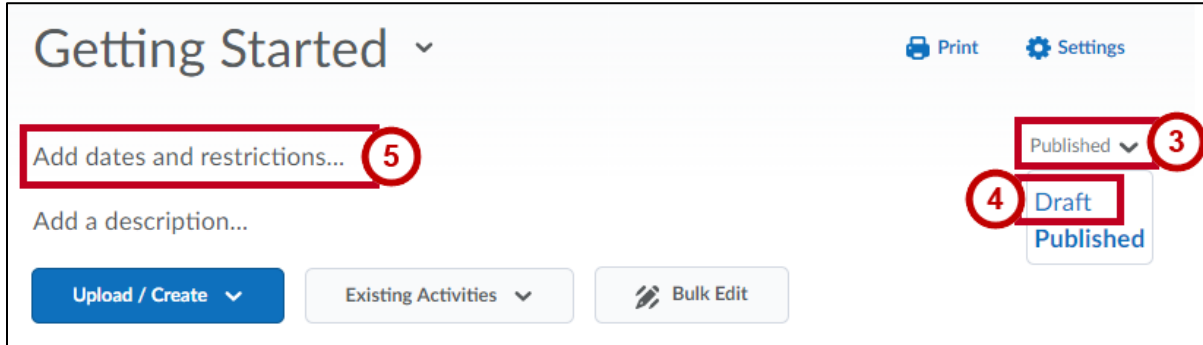 Getting Started
Print
Settings
Add dates and restrictions...
5
Published
3
4
Draft
Add a description...
Published
Upload / Create
Existing Activities
Bulk Edit